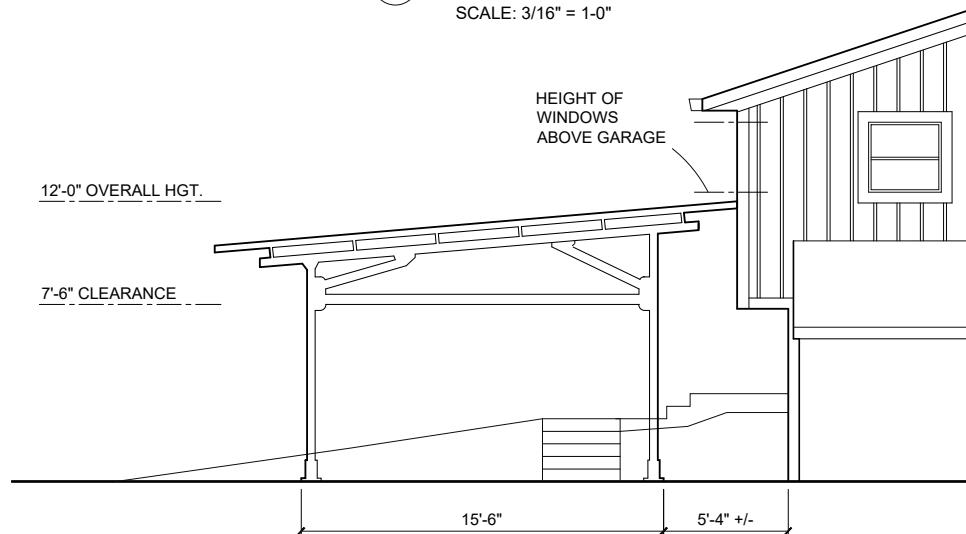 SCALE: 3/16" = 1-0"
HEIGHT OF
WINDOWS
ABOVE GARAGE
12'-0" OVERALL HGT.
7'-6" CLEARANCE
15'-6"
5'-4" +/-